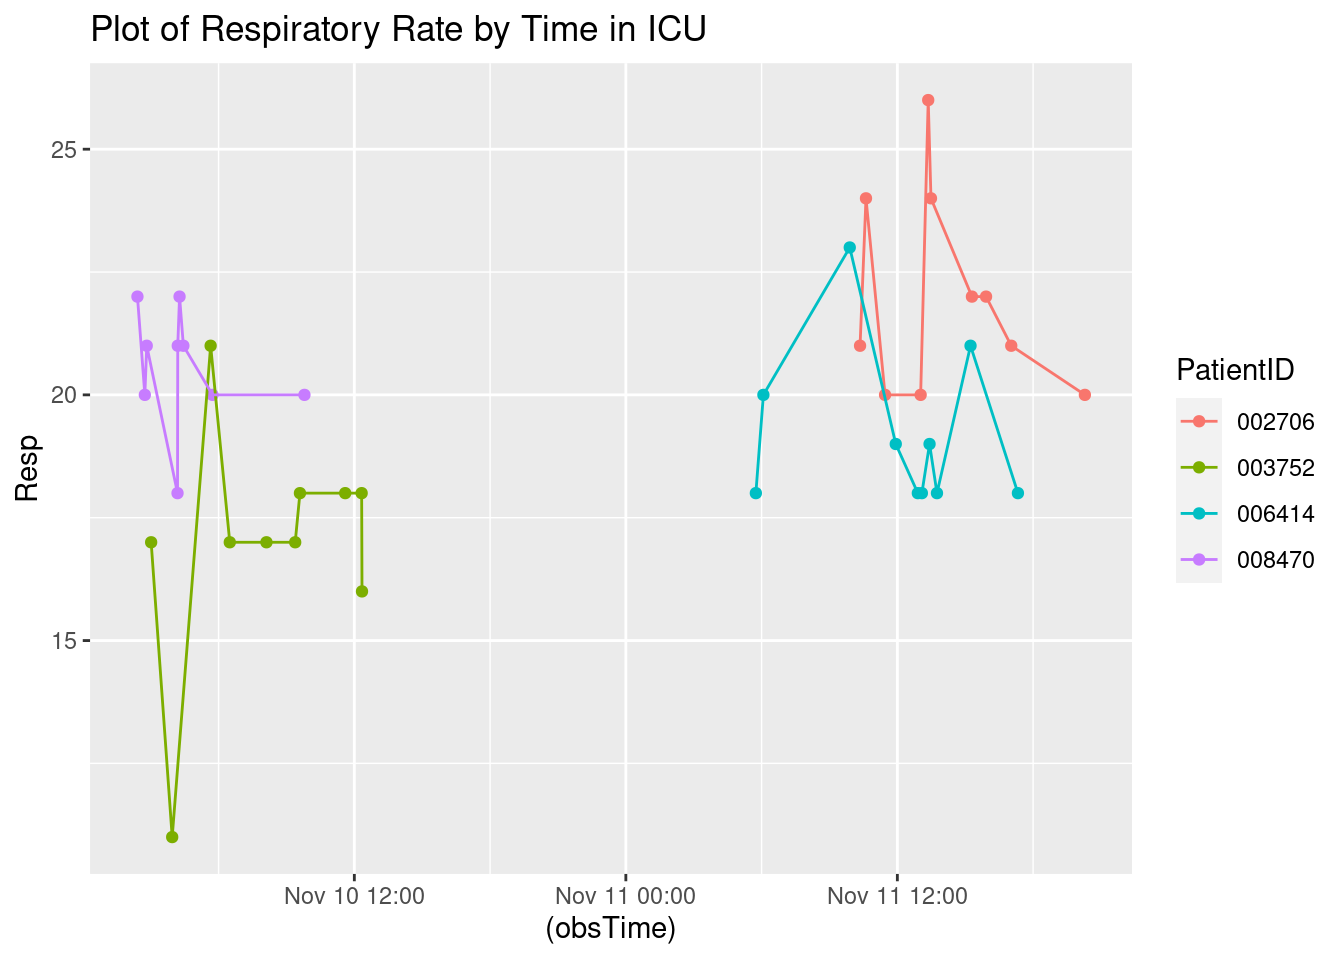 Plot of Respiratory Rate by Time in ICU
25
20
15
Resp
Nov 10 12:00
Nov 11 00:00
Nov 11 12:00
(obsTime)
PatientID
002706
003752
006414
008470